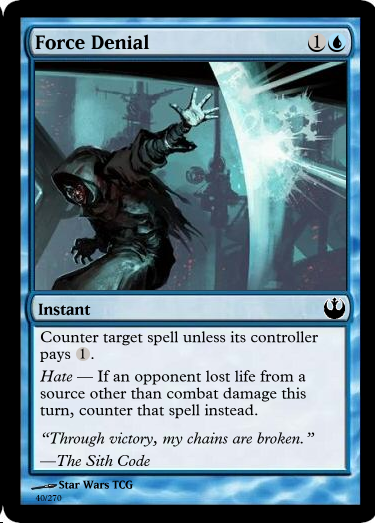 Force Denial 1
Instant
Counter target spell unless its controller
pays 1.
Hate — If an opponent lost life from a
source other than combat damage this
turn, counter that spell instead.
“Through victory, my chains are broken.”
—The Sith Code
Star Wars TCG
40/270